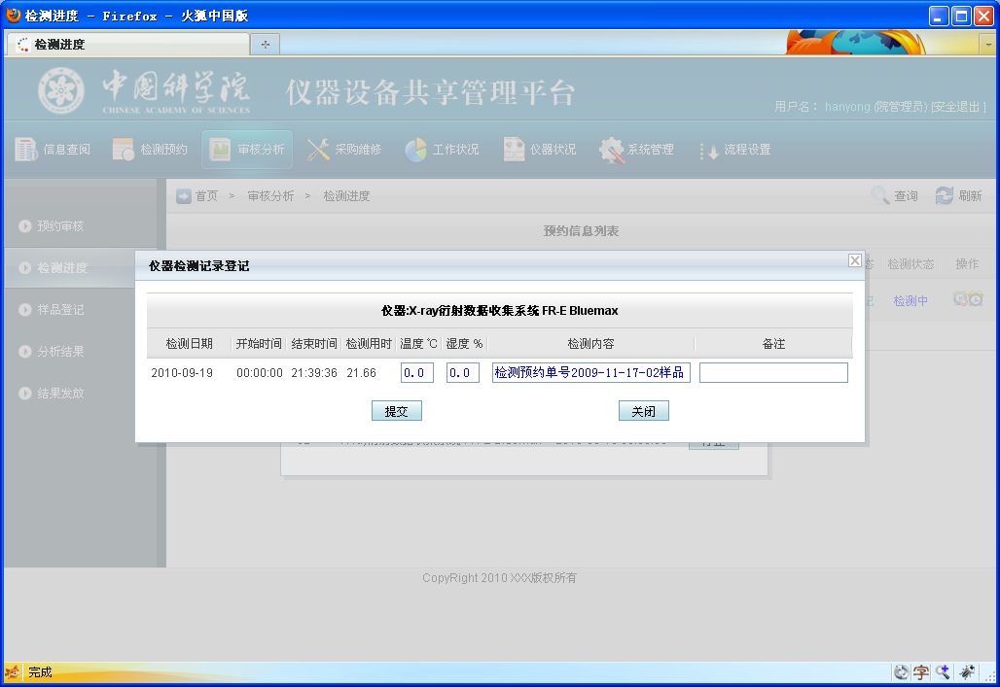 检测进度 - Firefox - 火狐中国版
检测进度
中国科学院
CHINESE ACADEMY OF SCIENCES
仪器设备共享管理平台
用户名： hanyong (院管理员) [安全退出 ]
信息查阅 检测预约 审核分析 采购维修 工作状况 仪器状况 系统管理 流程设置
首页 > 审核分析 > 检测进度 查询 刷新
预约审核
检测进度
样品登记
分析结果
结果发放
预约信息列表
检测状态 操作
检测中
仪器检测记录登记
仪器:X-ray衍射数据收集系统 FR-E Bluemax
检测日期 开始时间 结束时间 检测用时 温度 ℃ 湿度 % 检测内容 备注
2010-09-19 00:00:00 21:39:36 21.66 0.0 0.0 检测预约单号2009-11-17-02样品
提交 关闭
CopyRight 2010 XXX版权所有
完成 字